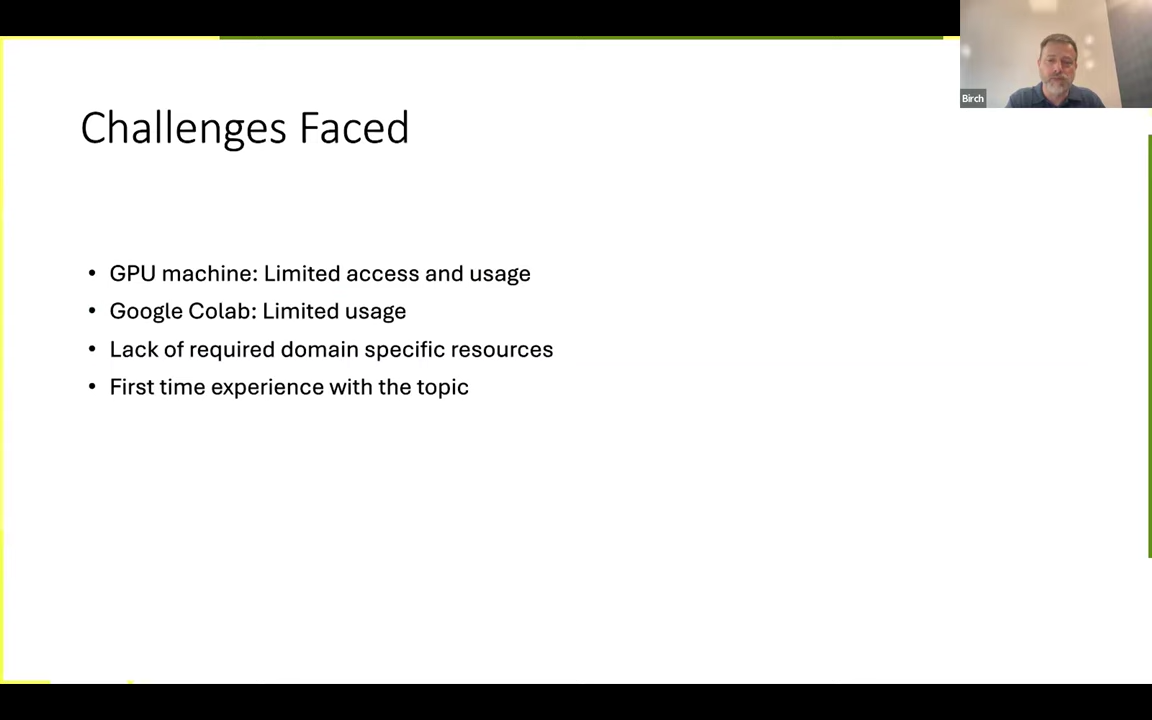 Birch
Challenges Faced
• GPU machine: Limited access and usage
• Google Colab: Limited usage
• Lack of required domain specific resources
• First time experience with the topic